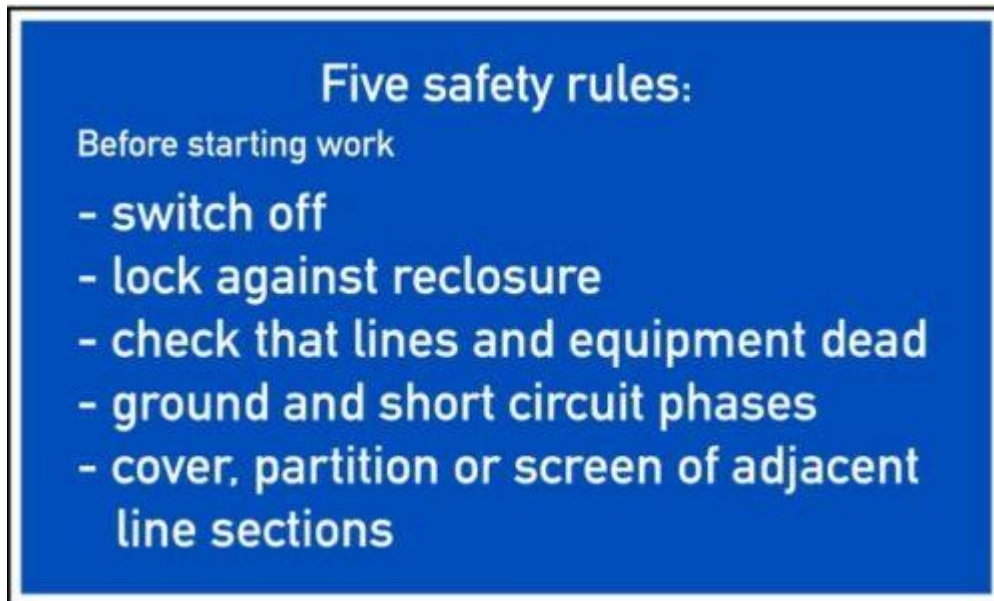 Five safety rules:
Before starting work
- switch off
- lock against reclosure
- check that lines and equipment dead
- ground and short circuit phases
- cover, partition or screen of adjacent
line sections